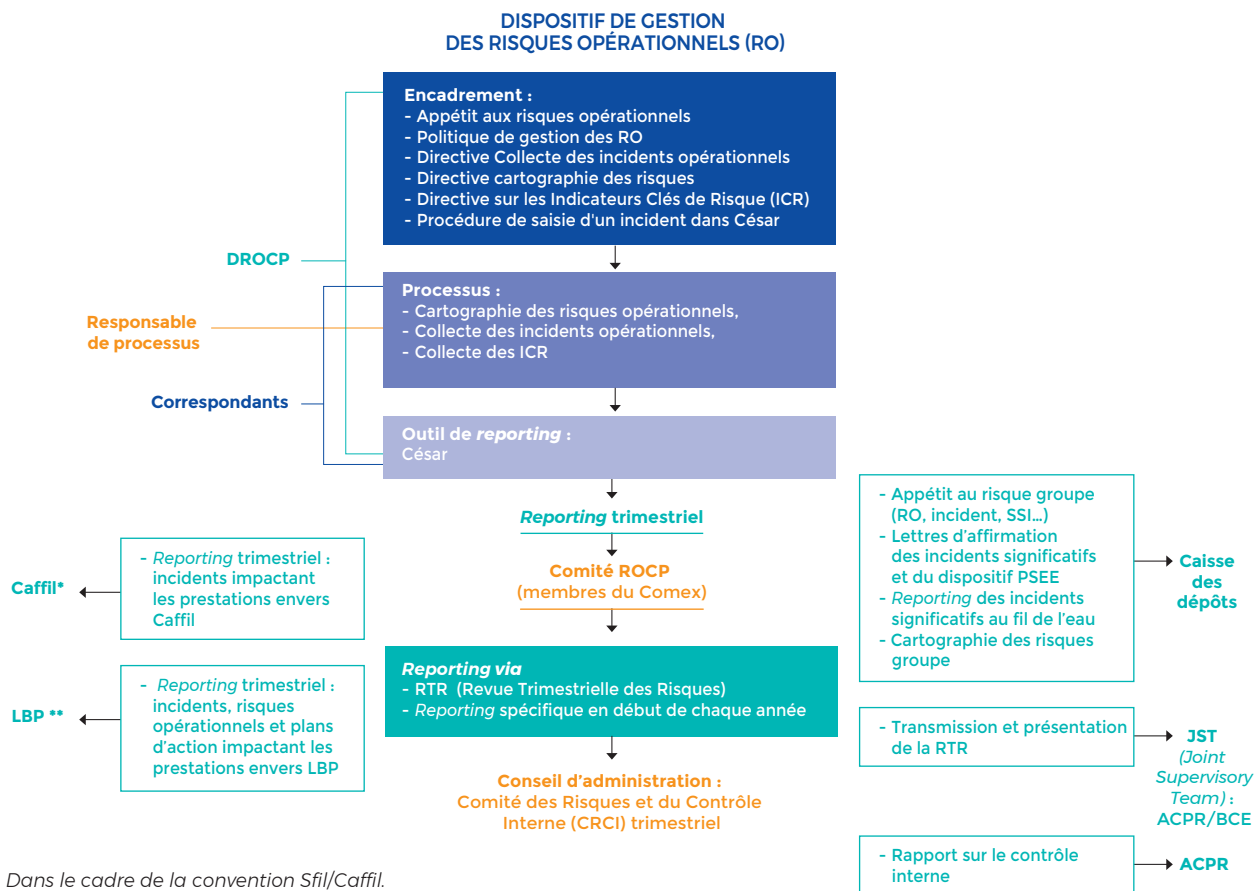 DISPOSITIF DE GESTION
DES RISQUES OPÉRATIONNELS (RO)
Encadrement :
- Appétit aux risques opérationnels
- Politique de gestion des RO
- Directive Collecte des incidents opérationnels
- Directive cartographie des risques
- Directive sur les Indicateurs Clés de Risque (ICR)
- Procédure de saisie d'un incident dans César
DROCP
Processus :
- Cartographie des risques opérationnels,
- Collecte des incidents opérationnels,
- Collecte des ICR
Responsable
de processus
Correspondants
Outil de reporting :
César
Reporting trimestriel
Comité ROCP
(membres du Comex)
Caffil*
- Reporting trimestriel :
incidents impactant
les prestations envers
Caffil
- Appétit au risque groupe
(RO, incident, SSI...)
- Lettres d'affirmation
des incidents significatifs
et du dispositif PSEE
- Reporting des incidents
significatifs au fil de l'eau
- Cartographie des risques
groupe
Caisse
des
dépôts
Reporting via
- RTR (Revue Trimestrielle des Risques)
- Reporting spécifique en début de chaque année
LBP **
- Reporting trimestriel :
incidents, risques
opérationnels et plans
d'action impactant les
prestations envers LBP
- Transmission et présentation
de la RTR
JST
(Joint
Supervisory
Team) :
ACPR/BCE
Conseil d'administration :
Comité des Risques et du Contrôle
Interne (CRCI) trimestriel
- Rapport sur le contrôle
interne
ACPR
Dans le cadre de la convention Sfil/Caffil.